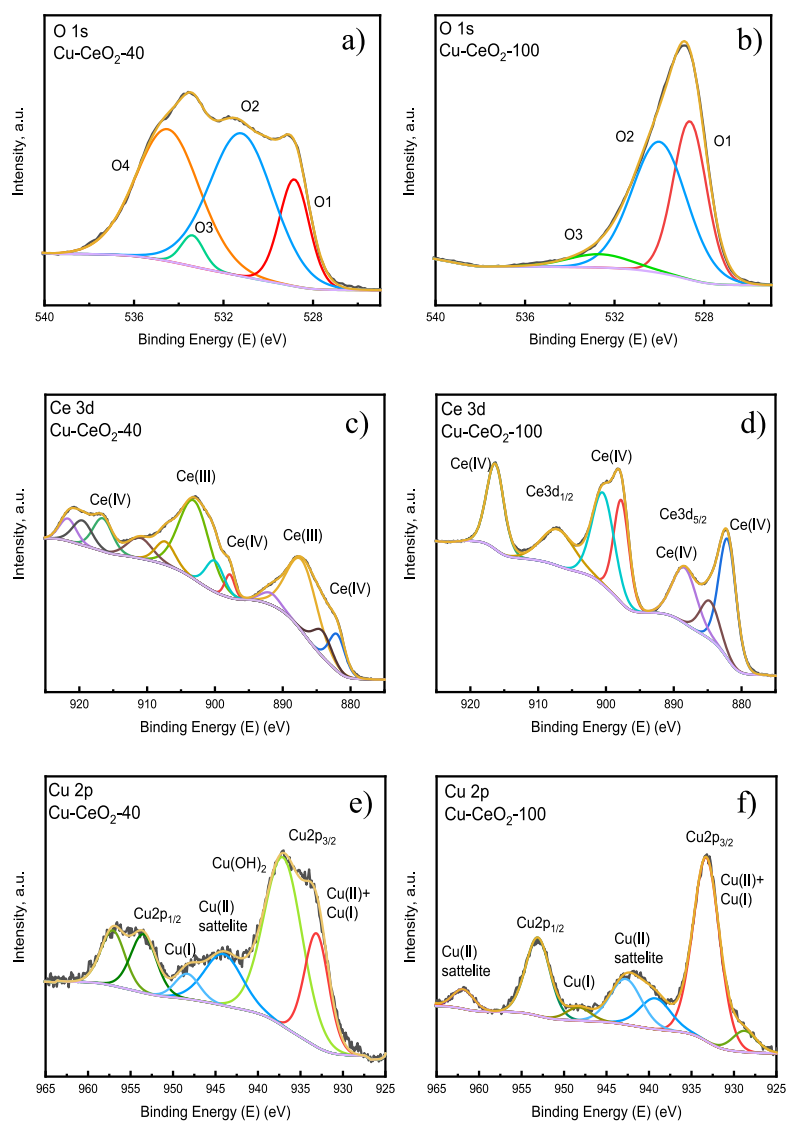 O 1s
Cu-CeO₂-40
a)
O4
O2
O3
O1
Intensity, a.u.
540 536 532 528
Binding Energy (E) (eV)
O 1s
Cu-CeO₂-100
b)
O2
O1
O3
Intensity, a.u.
540 536 532 528
Binding Energy (E) (eV)
Ce 3d
Cu-CeO₂-40
c)
Ce(III)
Ce(IV)
Ce(IV)
Ce(III)
Ce(IV)
Intensity, a.u.
920 910 900 890 880
Binding Energy (E) (eV)
Ce 3d
Cu-CeO₂-100
d)
Ce(IV)
Ce(IV)
Ce3d₁/₂
Ce3d₅/₂
Ce(IV)
Ce(IV)
Intensity, a.u.
920 910 900 890 880
Binding Energy (E) (eV)
Cu 2p
Cu-CeO₂-40
e)
Cu2p₃/₂
Cu(OH)₂
Cu(II)+
Cu(I)
Cu2p₁/₂
Cu(II)
sattelite
Cu(I)
Intensity, a.u.
965 960 955 950 945 940 935 930 925
Binding Energy (E) (eV)
Cu 2p
Cu-CeO₂-100
f)
Cu2p₃/₂
Cu(II)+
Cu(I)
Cu2p₁/₂
Cu(II)
sattelite
Cu(II)
sattelite
Cu(I)
Intensity, a.u.
965 960 955 950 945 940 935 930 925
Binding Energy (E) (eV)